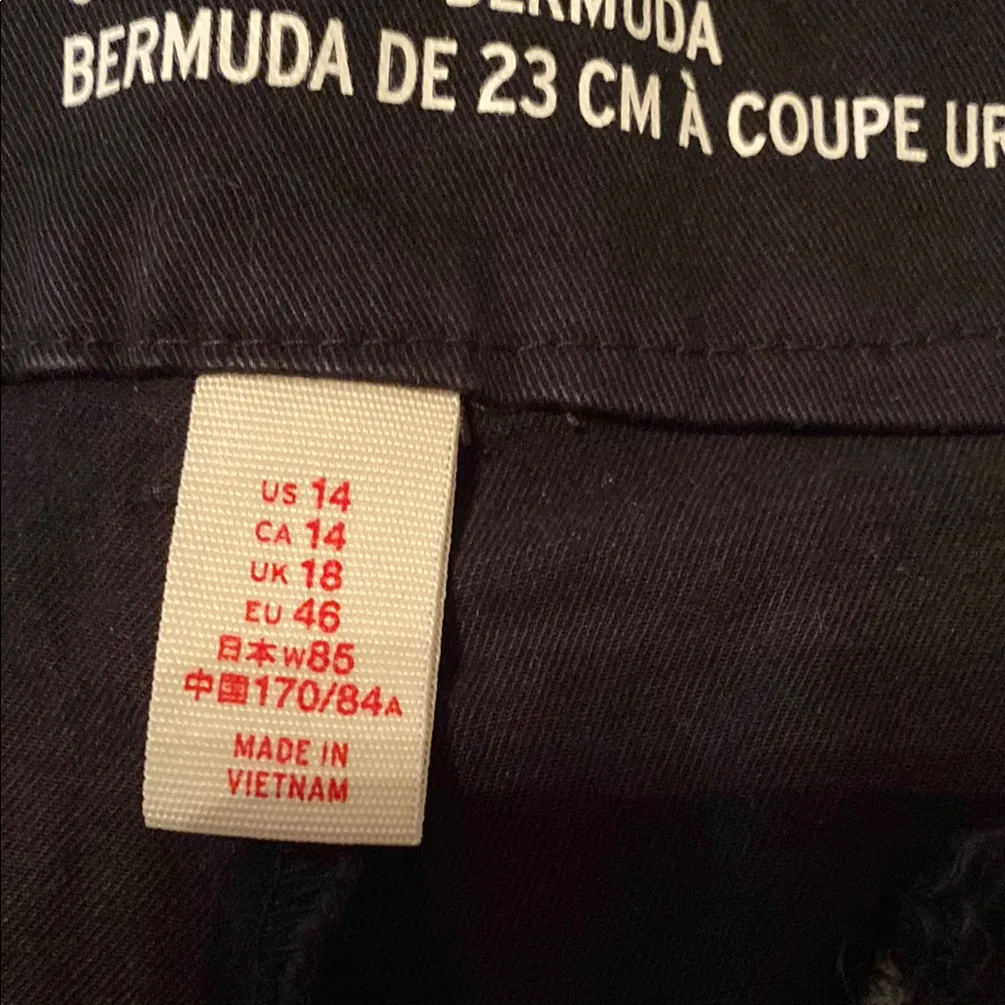 BERMUDA
BERMUDA DE 23 CM À COUPE
US 14
CA 14
UK 18
EU 46
日本 W85
中国 170/84A
MADE IN
VIETNAM